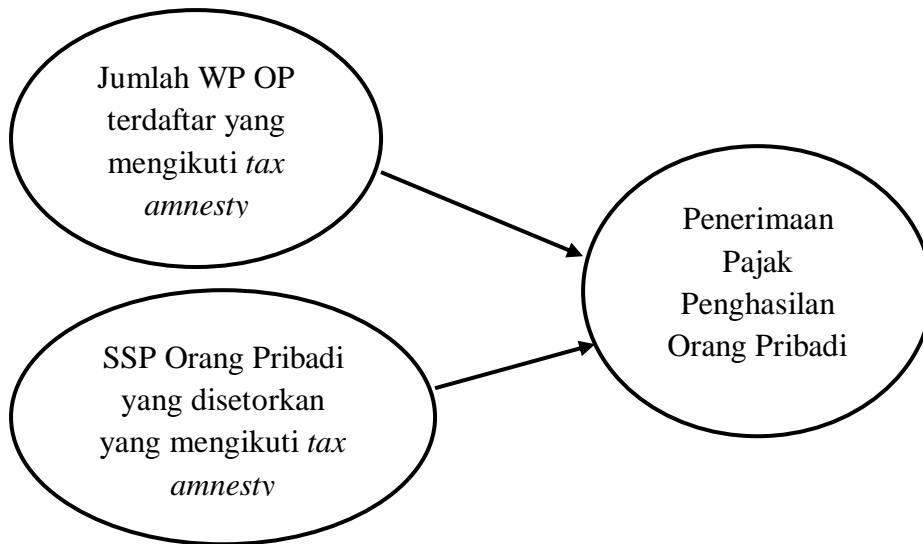 Jumlah WP OP
terdaftar yang
mengikuti tax
amnesty
SSP Orang Pribadi
yang disetorkan
yang mengikuti tax
amnesty
Penerimaan
Pajak
Penghasilan
Orang Pribadi